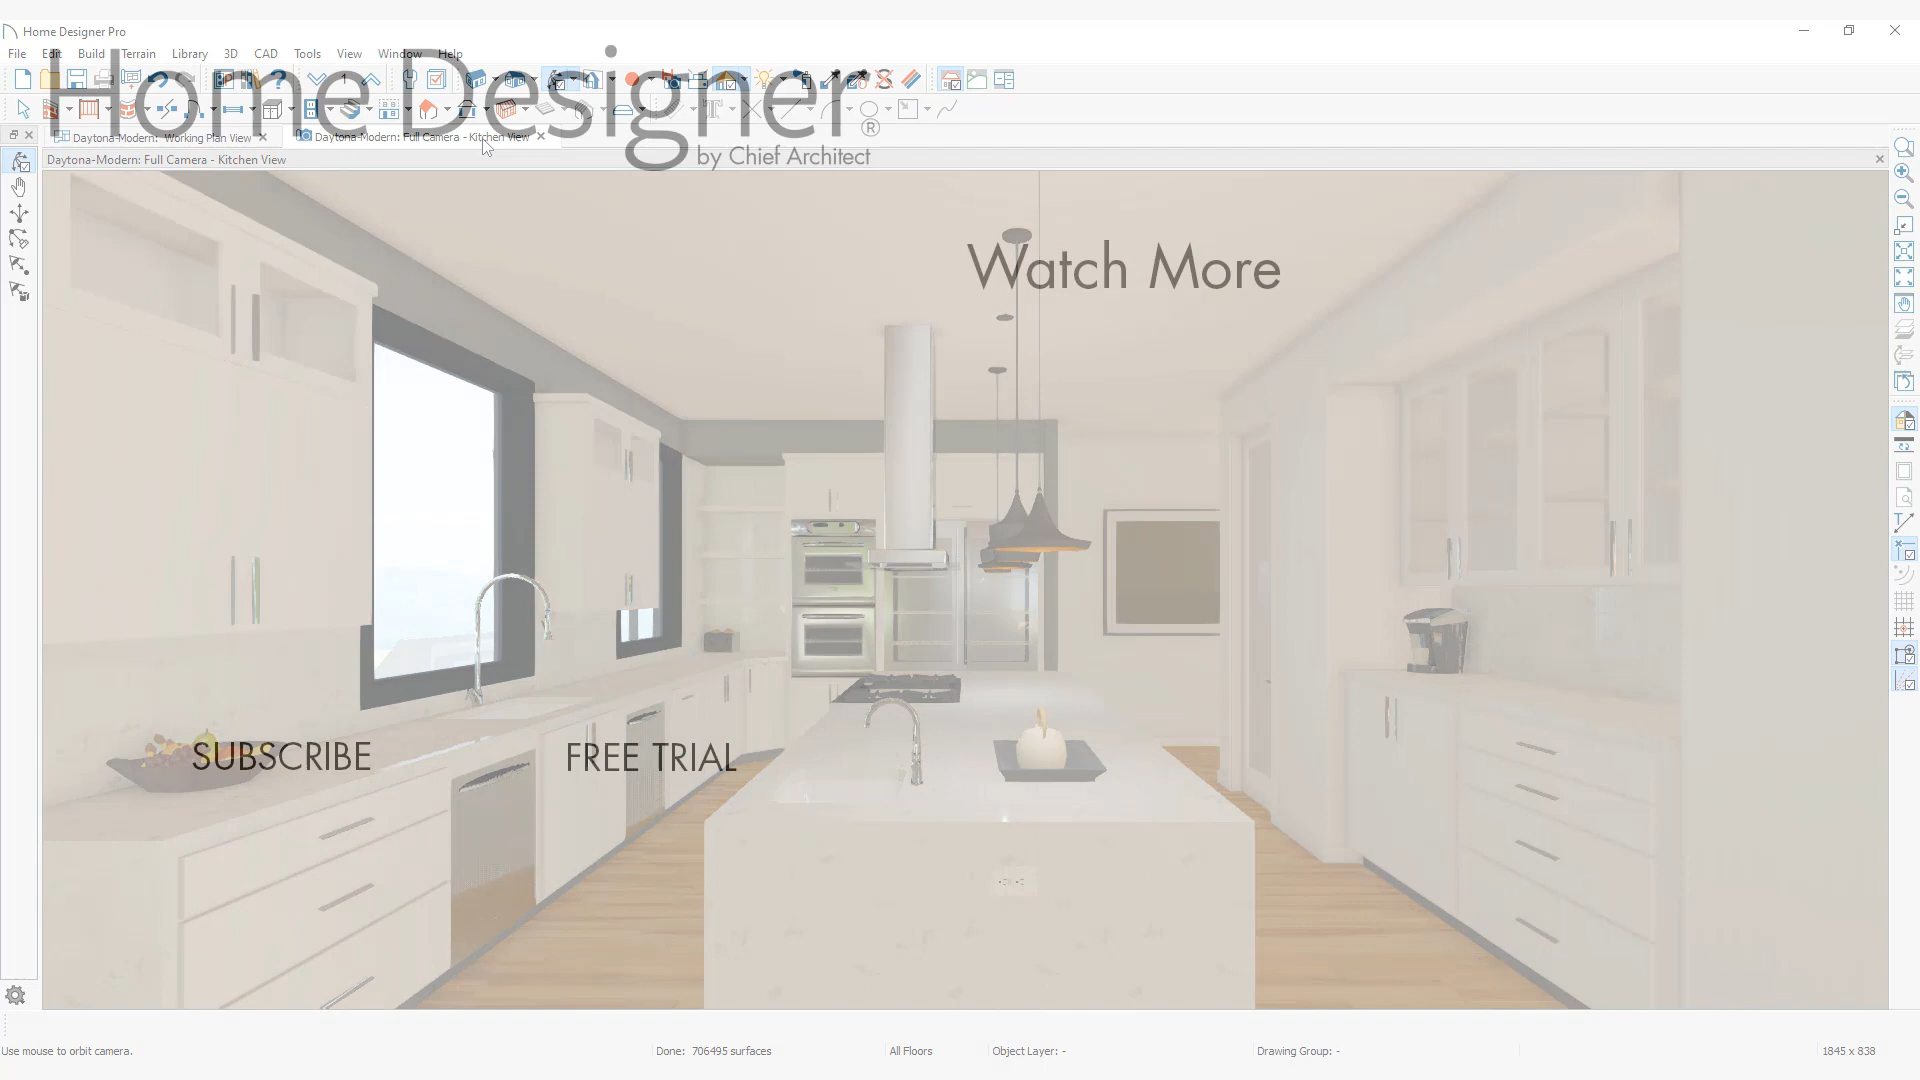 Home Designer Pro
File Edit Build Terrain Library 3D CAD Tools View Window Help
Home Designer®
by Chief Architect
Daytona-Modern: Working Plan View
Daytona-Modern: Full Camera - Kitchen View
Daytona-Modern: Full Camera - Kitchen View
Watch More
SUBSCRIBE
FREE TRIAL
Use mouse to orbit camera.
Done: 706495 surfaces
All Floors
Object Layer: -
Drawing Group: -
1845 x 838